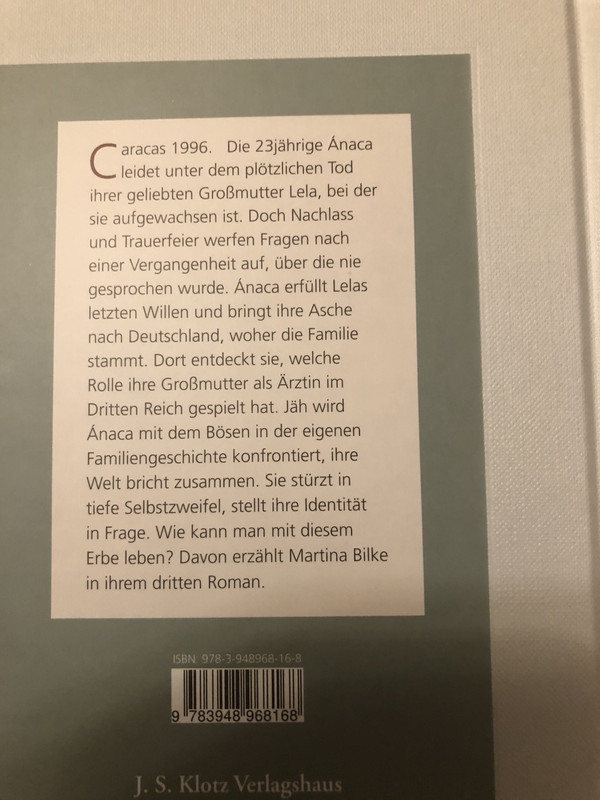 Caracas 1996. Die 23jährige Ánaca
leidet unter dem plötzlichen Tod
ihrer geliebten Großmutter Lela, bei der
sie aufgewachsen ist. Doch Nachlass
und Trauerfeier werfen Fragen nach
einer Vergangenheit auf, über die nie
gesprochen wurde. Ánaca erfüllt Lelas
letzten Willen und bringt ihre Asche
nach Deutschland, woher die Familie
stammt. Dort entdeckt sie, welche
Rolle ihre Großmutter als Ärztin im
Dritten Reich gespielt hat. Jäh wird
Ánaca mit dem Bösen in der eigenen
Familiengeschichte konfrontiert, ihre
Welt bricht zusammen. Sie stürzt in
tiefe Selbstzweifel, stellt ihre Identität
in Frage. Wie kann man mit diesem
Erbe leben? Davon erzählt Martina Bilke
in ihrem dritten Roman.
ISBN: 978-3-948968-16-8
9 783948 968168
J. S. Klotz Verlagshaus